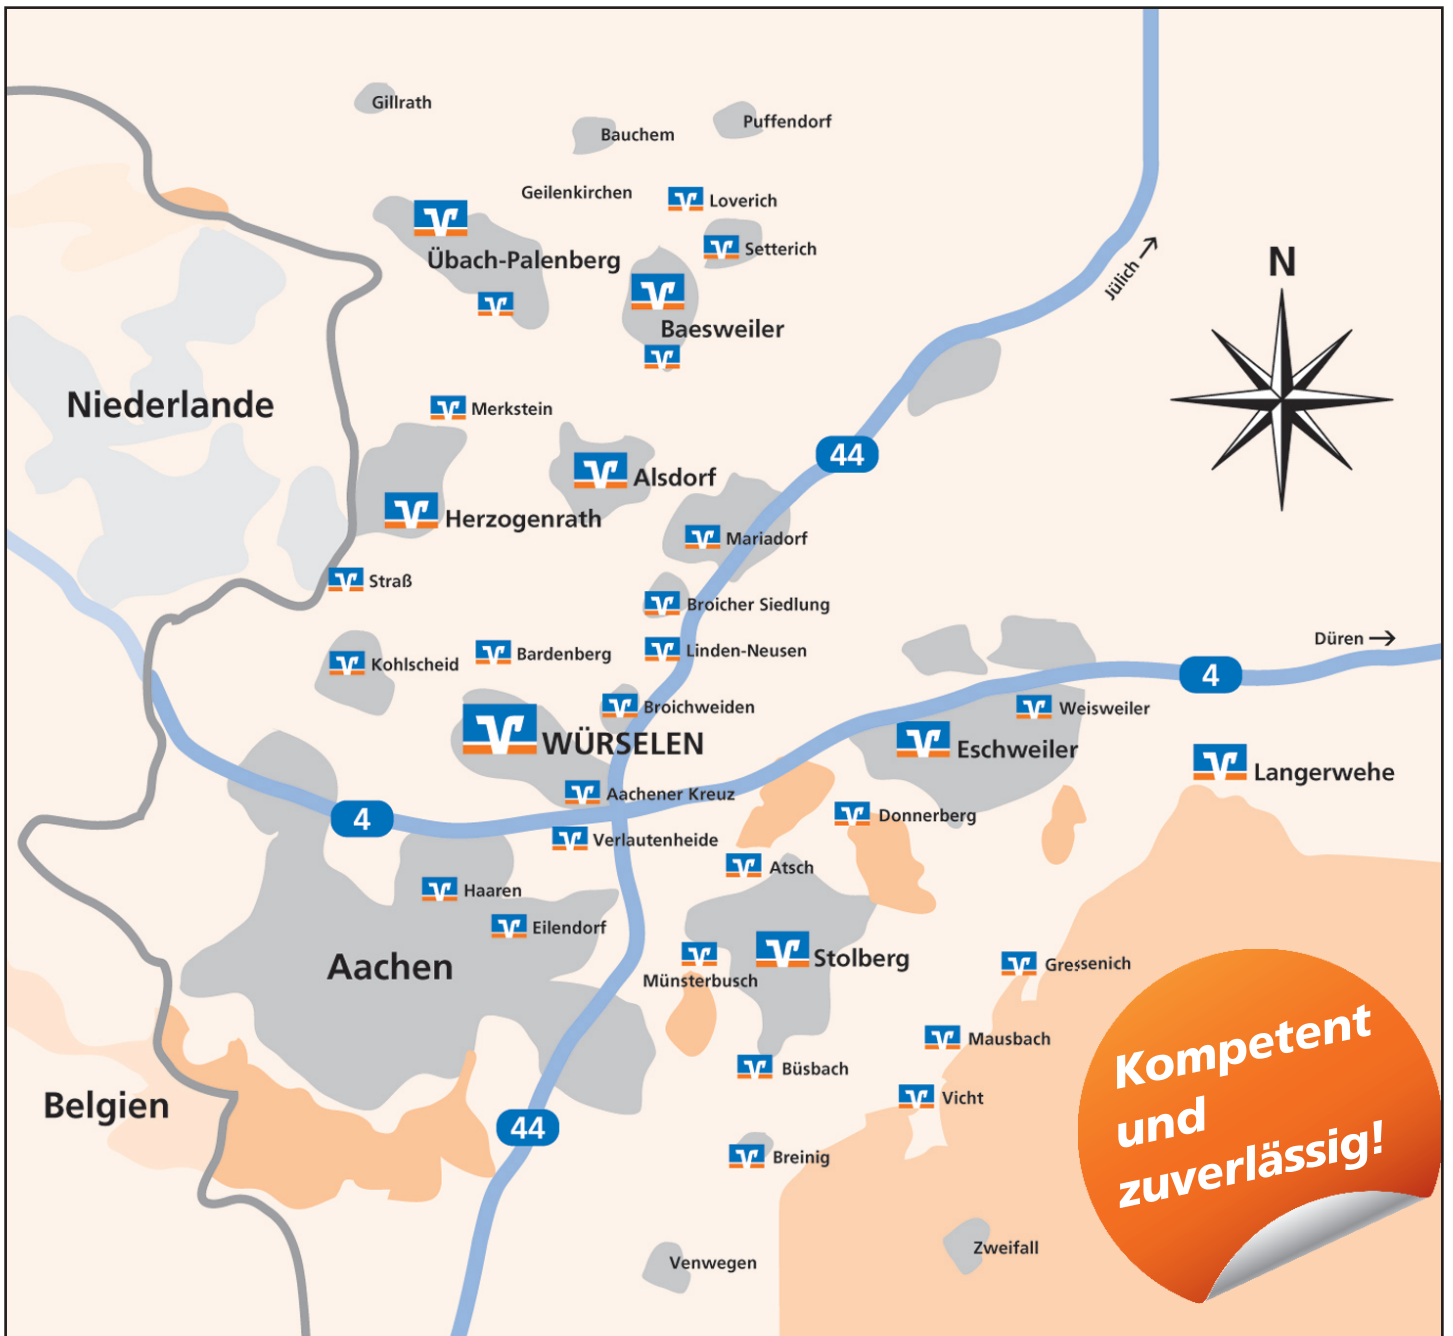 Gillrath
Bauchem
Puffendorf
Geilenkirchen
Loverich
Setterich
Übach-Palenberg
Baesweiler
Jülich
N
Niederlande
Merkstein
44
Alsdorf
Herzogenrath
Mariadorf
Straß
Broicher Siedlung
Düren
Kohlscheid
Bardenberg
Linden-Neusen
4
Broichweiden
Weisweiler
WÜRSELEN
Eschweiler
Langerwehe
Aachener Kreuz
4
Donnerberg
Verlautenheide
Atsch
Haaren
Eilendorf
Aachen
Stolberg
Münsterbusch
Gressenich
Mausbach
Büsbach
Vicht
Belgien
44
Breinig
Zweifall
Venwegen
Kompetent
und
zuverlässig!